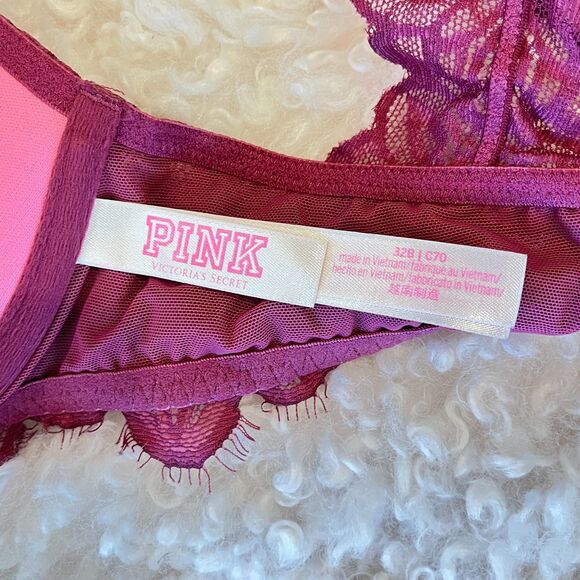 PINK
VICTORIA'S SECRET
32B | C70
made in Vietnam/fabriqué au Vietnam/
hecho en Vietnam/fabricato in Vietnam/
越南制造